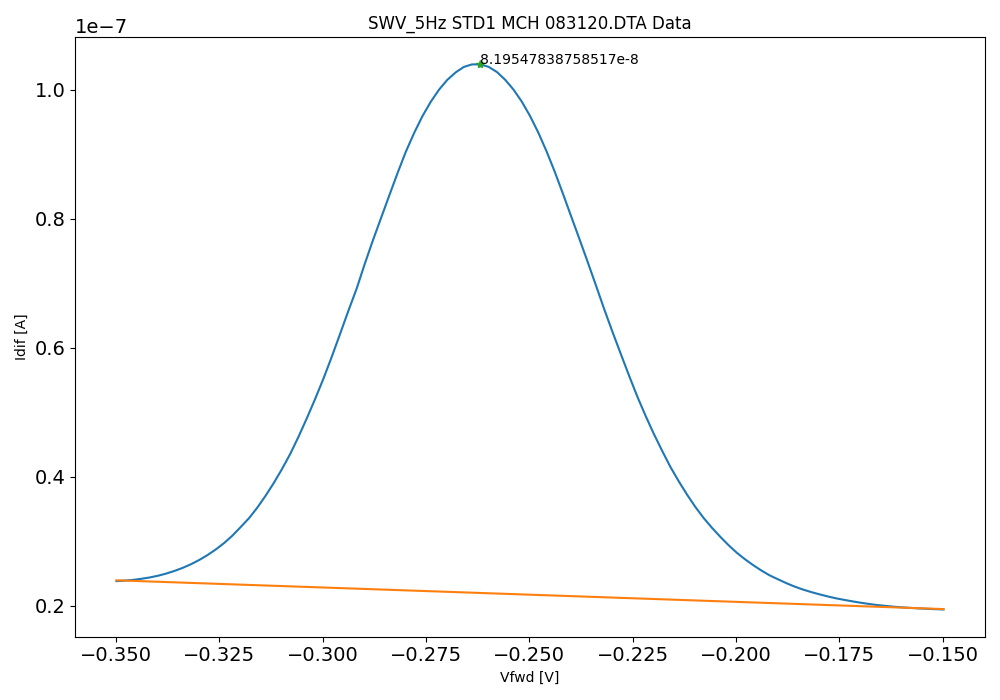 SWV_5Hz STD1 MCH 083120.DTA Data
1e−7
8.19547838758517e-8
1.0
0.8
0.6
0.4
0.2
Idif [A]
−0.350 −0.325 −0.300 −0.275 −0.250 −0.225 −0.200 −0.175 −0.150
Vfwd [V]